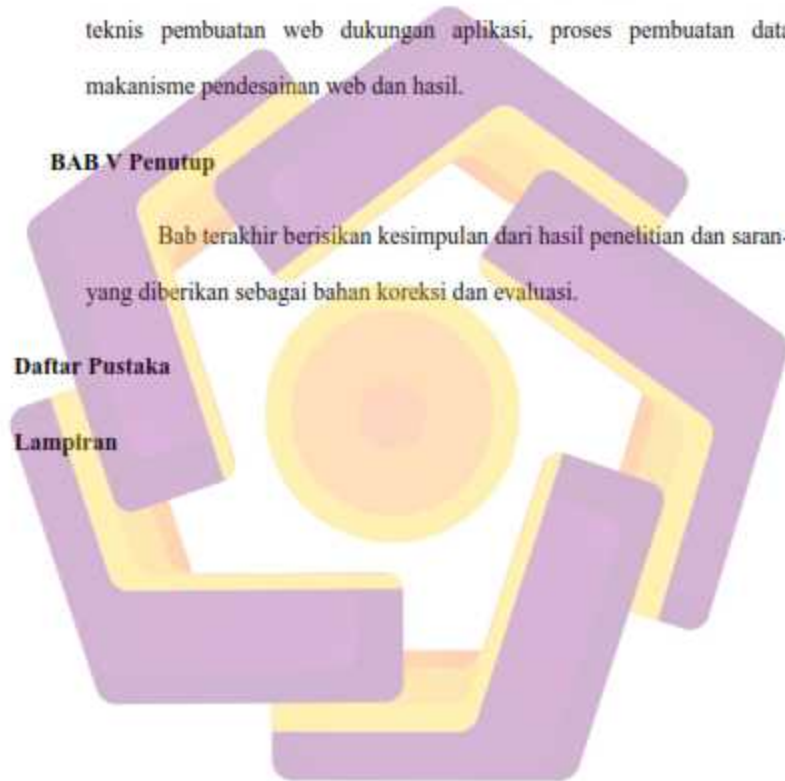 teknis pembuatan web dukungan aplikasi, proses pembuatan data
makanisme pendesainan web dan hasil.
BAB V Penutup
Bab terakhir berisikan kesimpulan dari hasil penelitian dan saran-
yang diberikan sebagai bahan koreksi dan evaluasi.
Daftar Pustaka
Lampiran